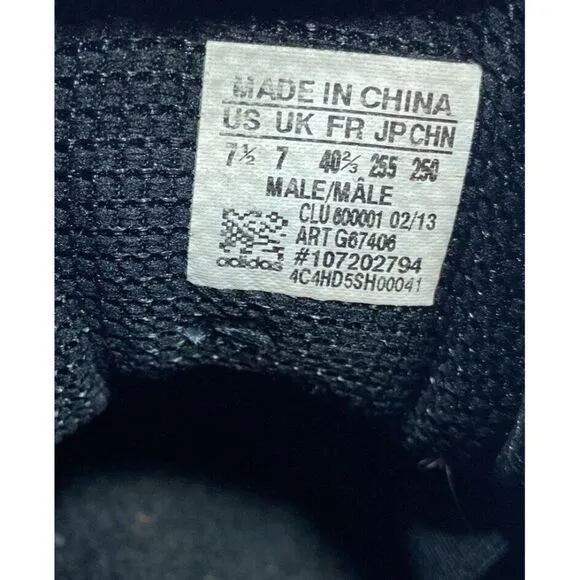 MADE IN CHINA
US UK FR JP CHN
7½ 7 40⅔ 255 250
MALE/MÂLE
CLU 600001 02/13
ART G67406
#107202794
adidas 4C4HD5SH00041